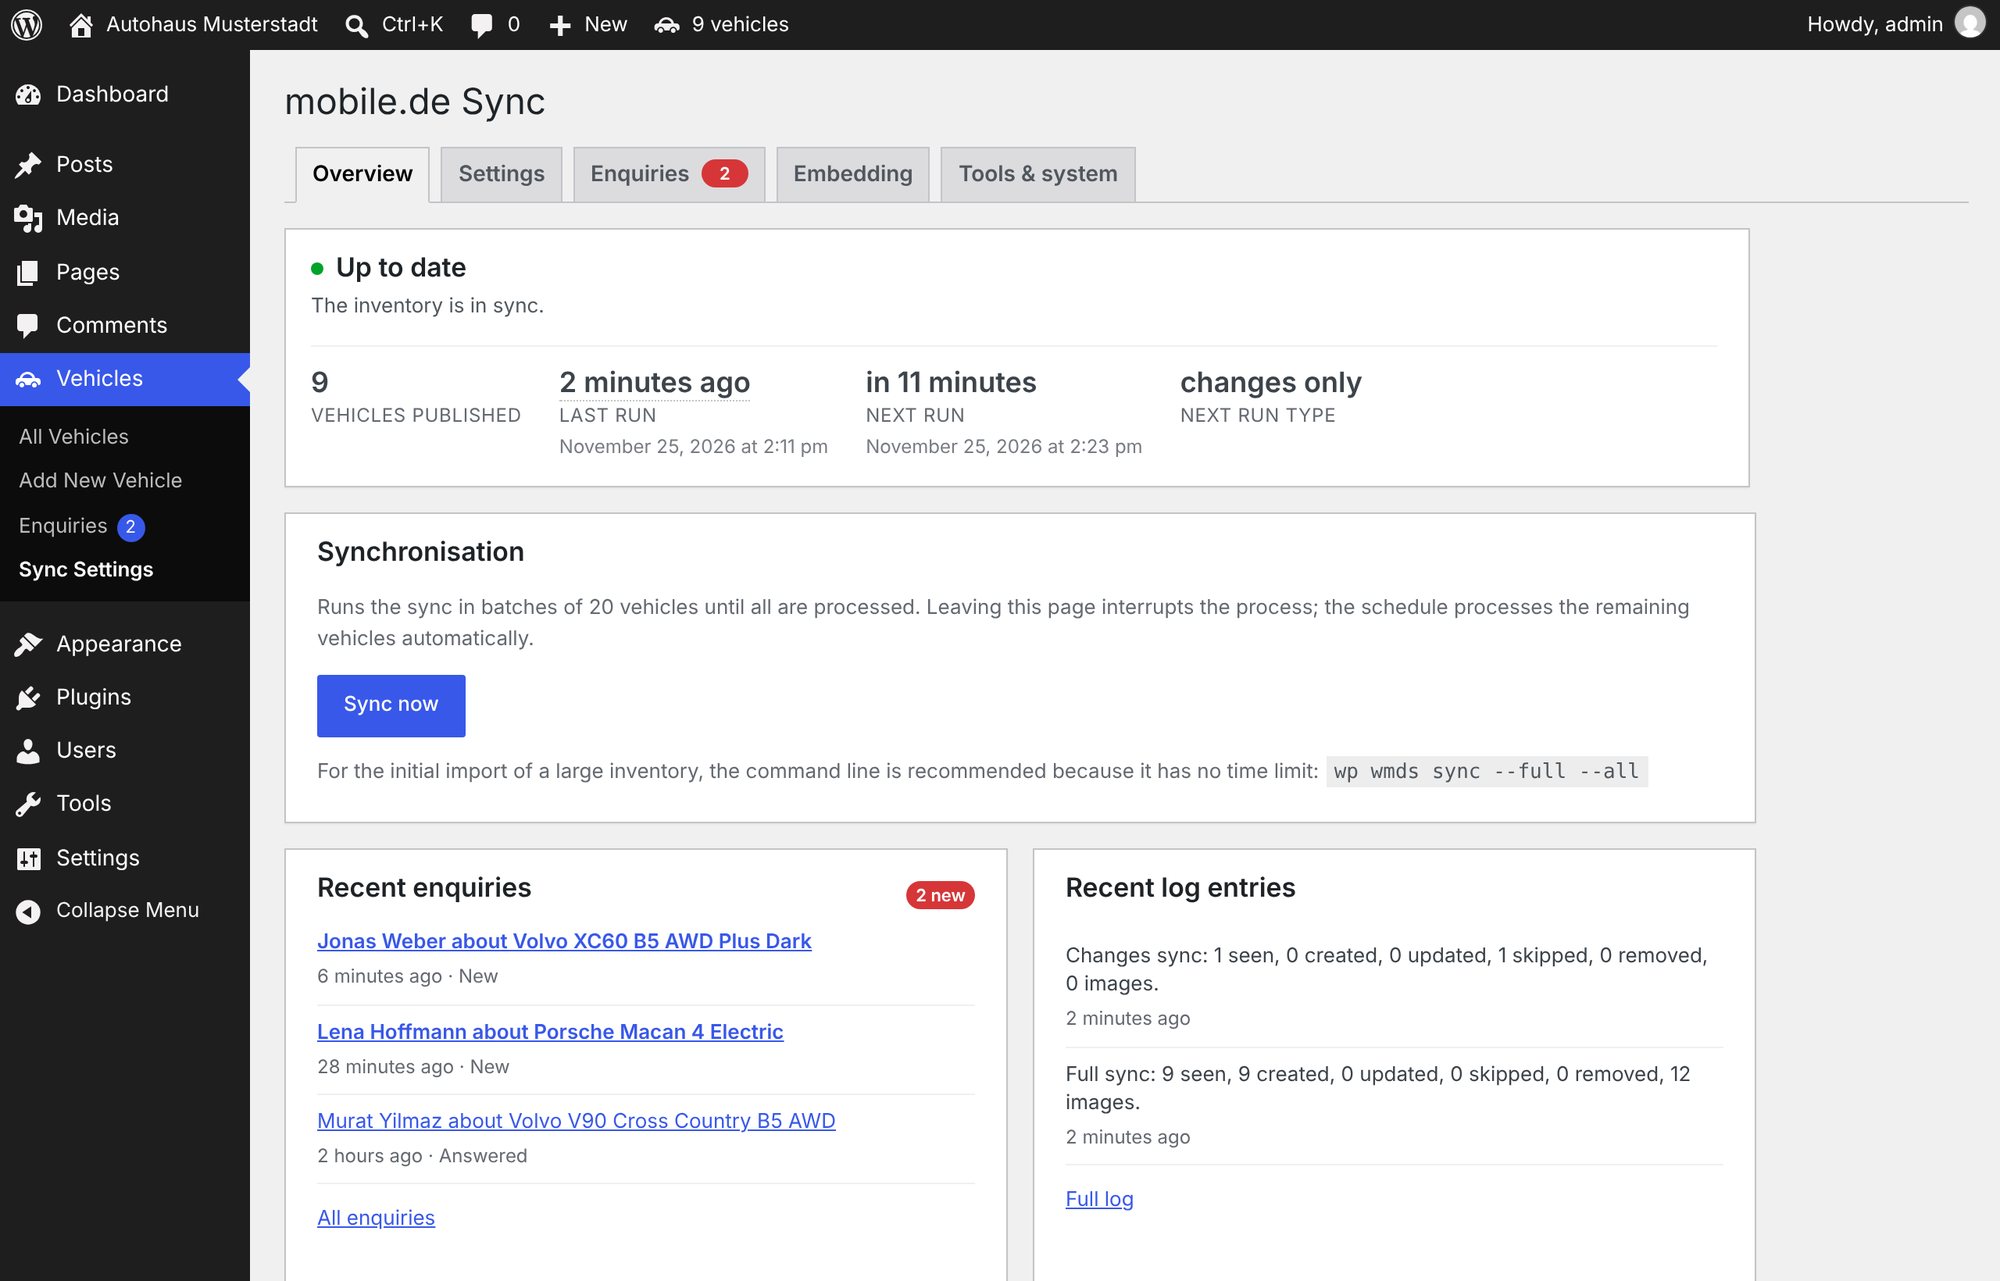 Autohaus Musterstadt Ctrl+K 0 New 9 vehicles Howdy, admin
Dashboard
Posts
Media
Pages
Comments
Vehicles
All Vehicles
Add New Vehicle
Enquiries 2
Sync Settings
Appearance
Plugins
Users
Tools
Settings
Collapse Menu
mobile.de Sync
Overview Settings Enquiries 2 Embedding Tools & system
Up to date
The inventory is in sync.
9
VEHICLES PUBLISHED
2 minutes ago
LAST RUN
November 25, 2026 at 2:11 pm
in 11 minutes
NEXT RUN
November 25, 2026 at 2:23 pm
changes only
NEXT RUN TYPE
Synchronisation
Runs the sync in batches of 20 vehicles until all are processed. Leaving this page interrupts the process; the schedule processes the remaining
vehicles automatically.
Sync now
For the initial import of a large inventory, the command line is recommended because it has no time limit: wp wmds sync --full --all
Recent enquiries 2 new
Jonas Weber about Volvo XC60 B5 AWD Plus Dark
6 minutes ago · New
Lena Hoffmann about Porsche Macan 4 Electric
28 minutes ago · New
Murat Yilmaz about Volvo V90 Cross Country B5 AWD
2 hours ago · Answered
All enquiries
Recent log entries
Changes sync: 1 seen, 0 created, 0 updated, 1 skipped, 0 removed,
0 images.
2 minutes ago
Full sync: 9 seen, 9 created, 0 updated, 0 skipped, 0 removed, 12
images.
2 minutes ago
Full log